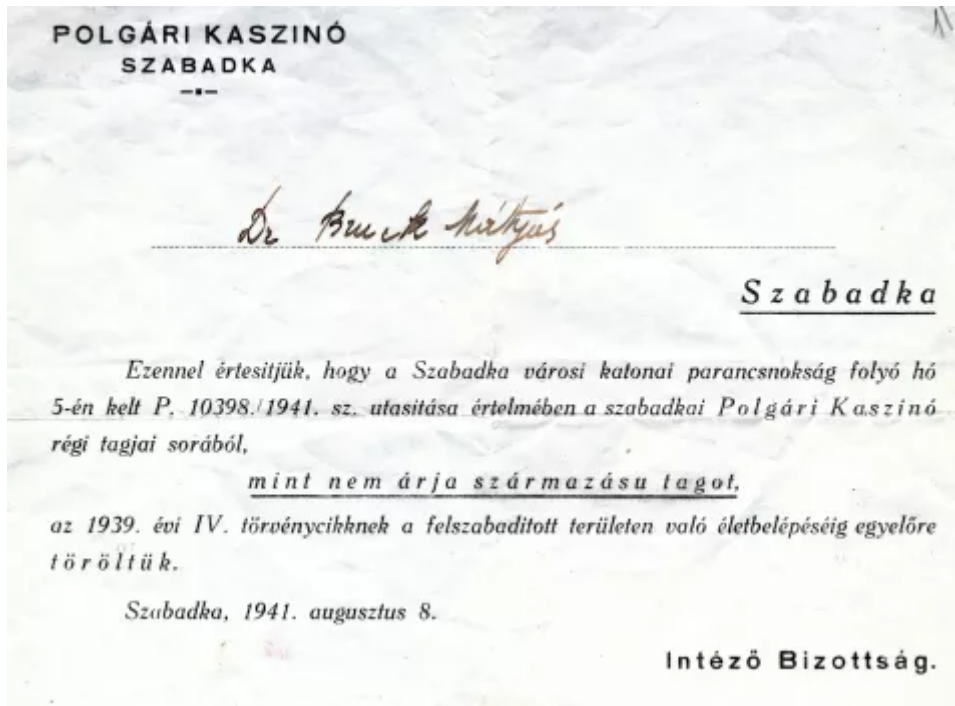 POLGÁRI KASZINÓ
SZABADKA
Dr Bruck Mátyás
Szabadka
Ezennel értesitjük, hogy a Szabadka városi katonai parancsnokság folyó hó
5-én kelt P. 10398./1941. sz. utasitása értelmében a szabadkai Polgári Kaszinó
régi tagjai sorából,
mint nem árja származásu tagot,
az 1939. évi IV. törvénycikknek a felszabaditott területen való életbelépéséig egyelőre
töröltük.
Szabadka, 1941. augusztus 8.
Intéző Bizottság.